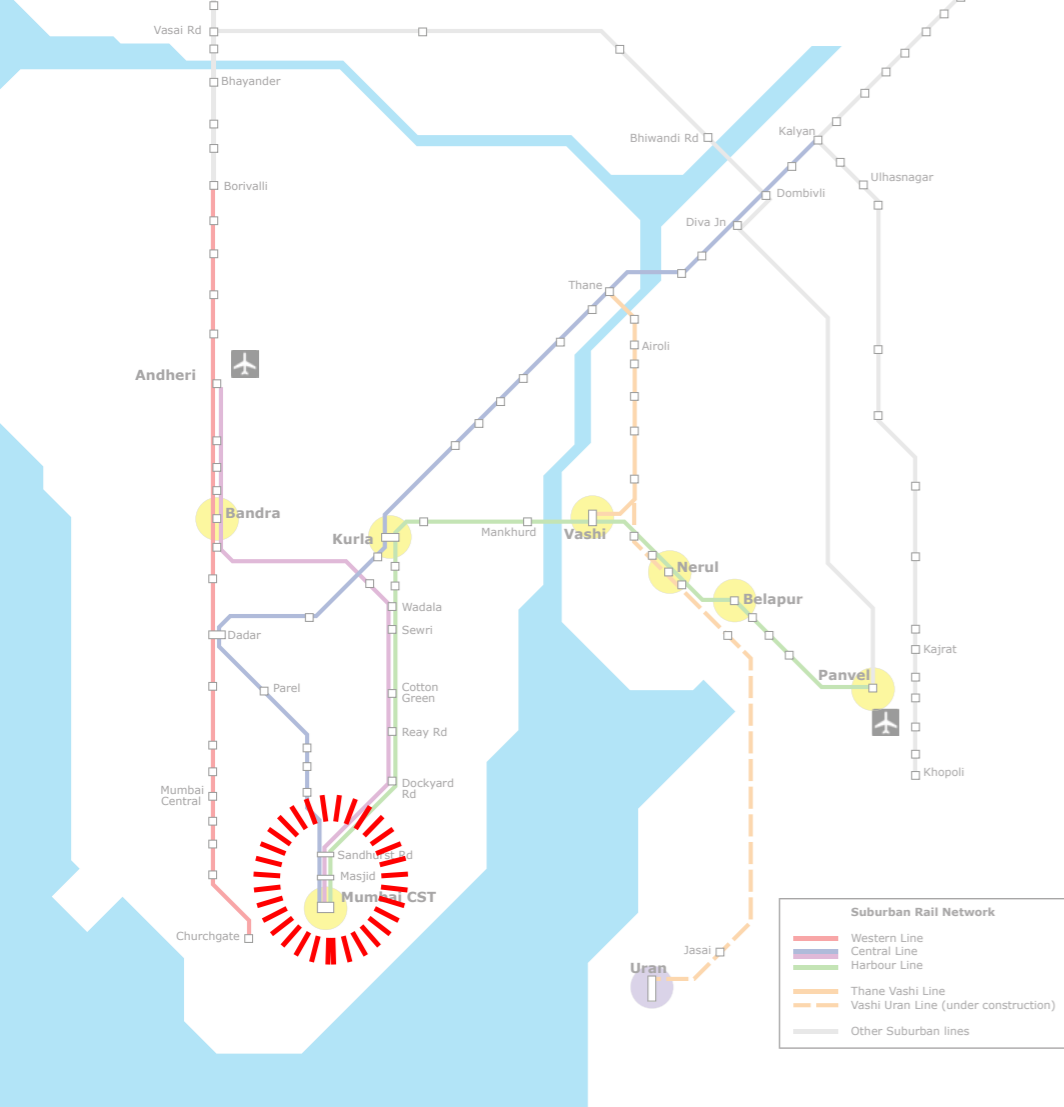 Vasai Rd
Bhayander
Bhiwandi Rd
Kalyan
Ulhasnagar
Borivalli
Dombivli
Diva Jn
Thane
Airoli
Andheri
Bandra
Kurla
Mankhurd
Vashi
Nerul
Belapur
Wadala
Sewri
Dadar
Kajrat
Panvel
Parel
Cotton
Green
Reay Rd
Khopoli
Mumbai
Central
Dockyard
Rd
Sandhurst Rd
Masjid
Mumbai CST
Churchgate
Jasai
Uran
Suburban Rail Network
Western Line
Central Line
Harbour Line
Thane Vashi Line
Vashi Uran Line (under construction)
Other Suburban lines